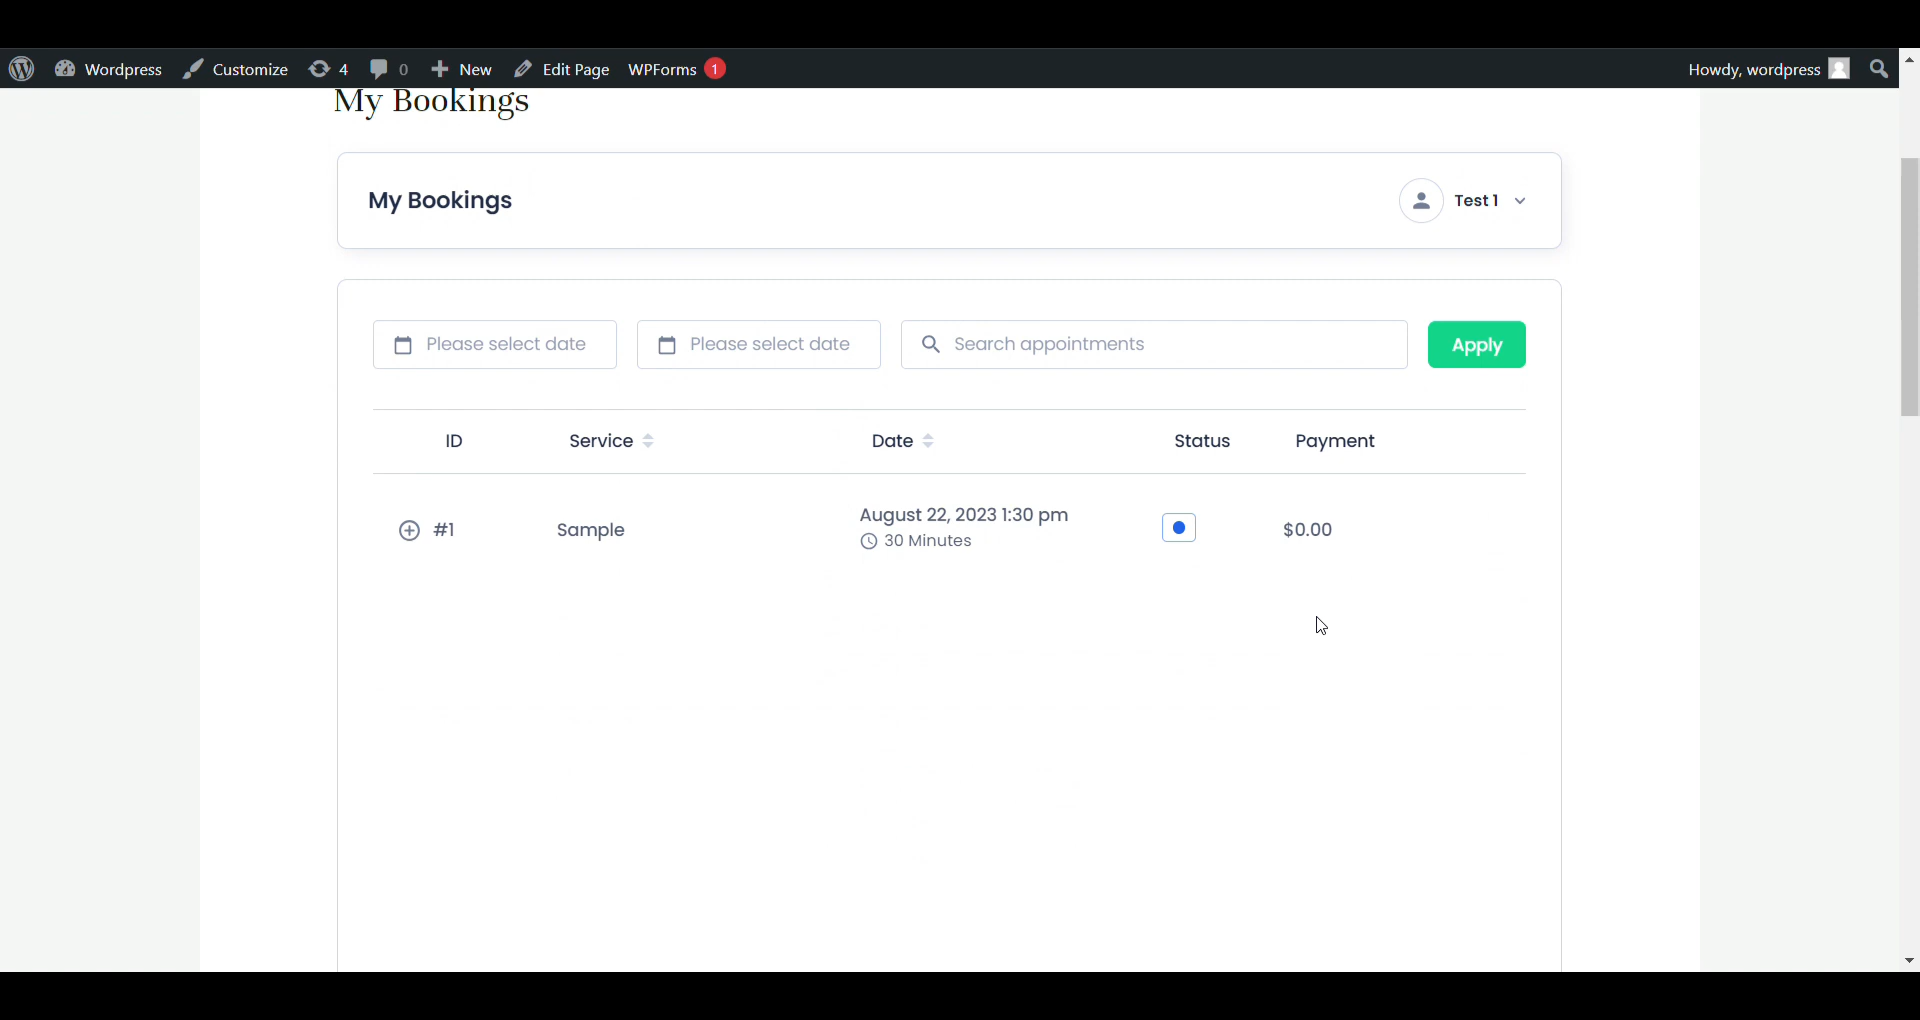 Wordpress Customize 4 0 New Edit Page WPForms 1 Howdy, wordpress
My Bookings
My Bookings Test 1
Please select date Please select date Search appointments Apply
ID Service Date Status Payment
#1 Sample August 22, 2023 1:30 pm $0.00
30 Minutes